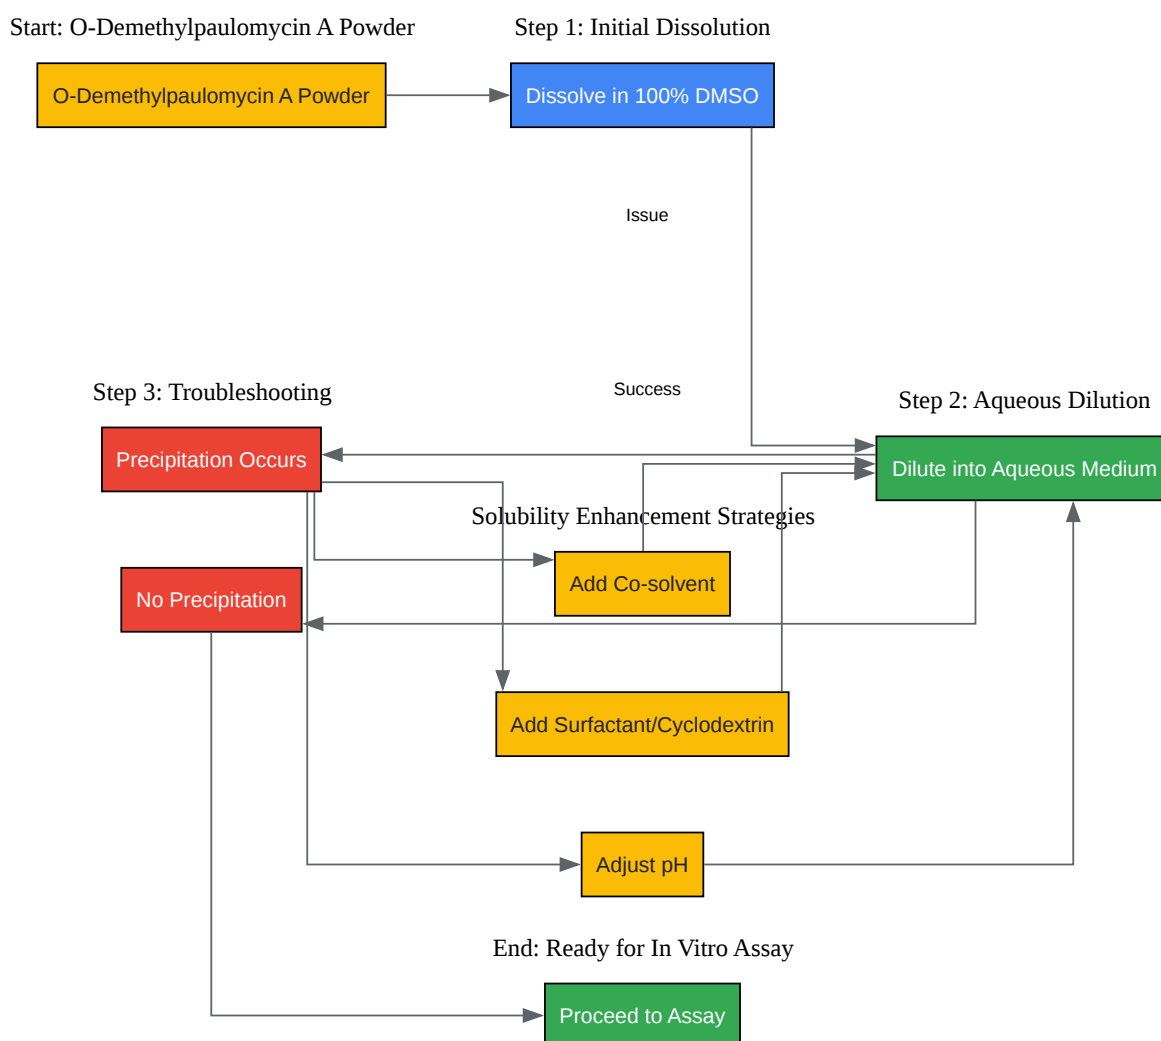 Start: O-Demethylpaulomycin A Powder
Step 1: Initial Dissolution
O-Demethylpaulomycin A Powder
Dissolve in 100% DMSO
Issue
Success
Step 3: Troubleshooting
Step 2: Aqueous Dilution
Precipitation Occurs
Dilute into Aqueous Medium
Solubility Enhancement Strategies
Add Co-solvent
No Precipitation
Add Surfactant/Cyclodextrin
Adjust pH
End: Ready for In Vitro Assay
Proceed to Assay